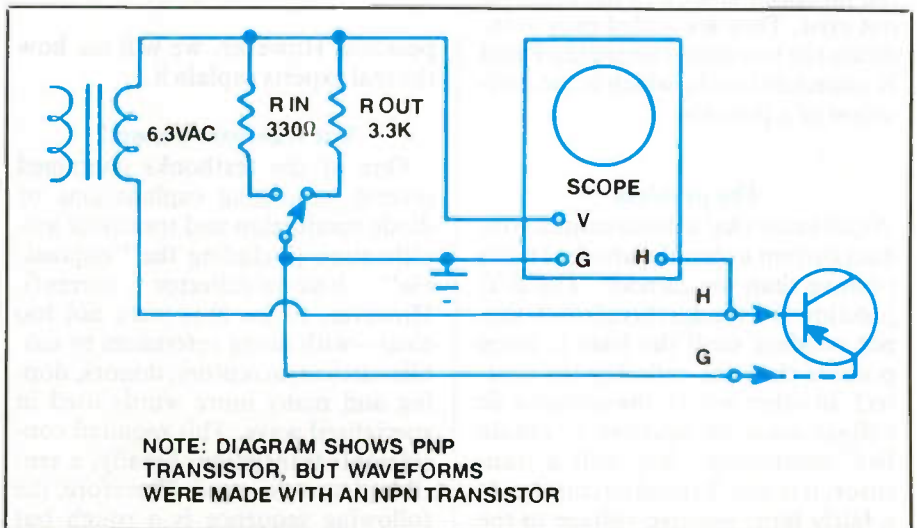 R IN
330Ω
R OUT
3.3K
6.3VAC
SCOPE
V
G
H
H
G
NOTE: DIAGRAM SHOWS PNP
TRANSISTOR, BUT WAVEFORMS
WERE MADE WITH AN NPN TRANSISTOR